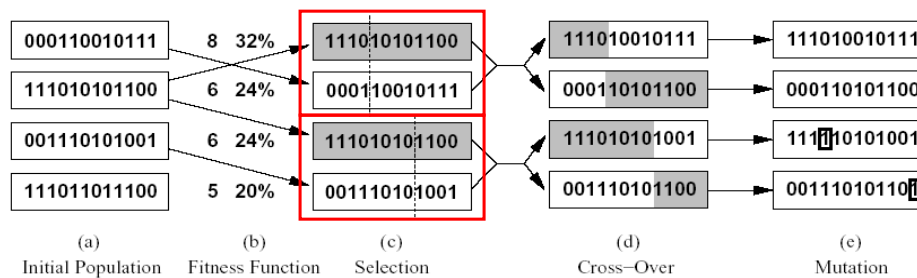 000110010111 8 32% 111010101100 111010010111 111010010111
111010101100 6 24% 000110010111 000110101100 000110101100
001110101001 6 24% 111010101100 111010101001 111110101001
111011011100 5 20% 001110101001 001110101100 001110101101
(a) (b) (c) (d) (e)
Initial Population Fitness Function Selection Cross−Over Mutation